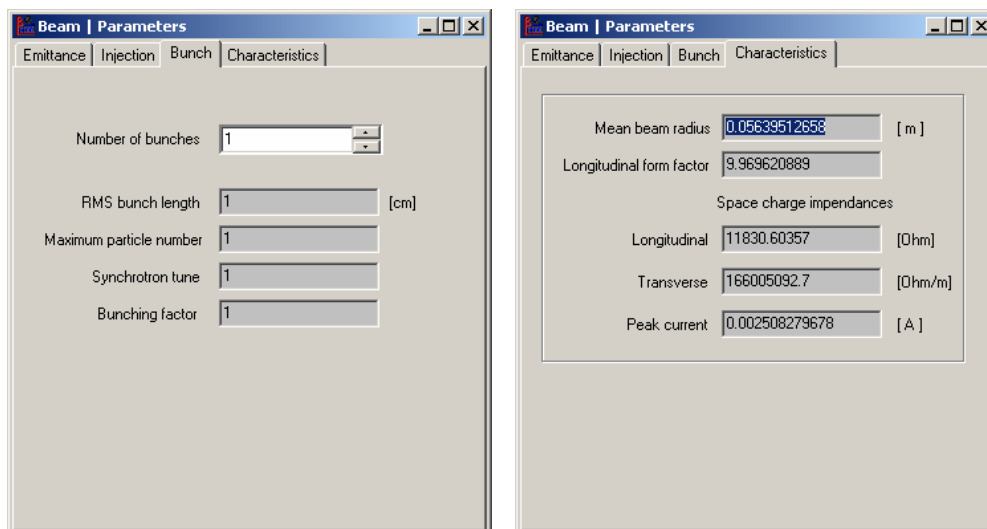 Beam | Parameters
Emittance Injection Bunch Characteristics
Number of bunches 1
RMS bunch length 1 [cm]
Maximum particle number 1
Synchrotron tune 1
Bunching factor 1
Beam | Parameters
Emittance Injection Bunch Characteristics
Mean beam radius 0.05639512658 [ m ]
Longitudinal form factor 9.969620889
Space charge impendances
Longitudinal 11830.60357 [Ohm]
Transverse 166005092.7 [Ohm/m]
Peak current 0.002508279678 [ A ]